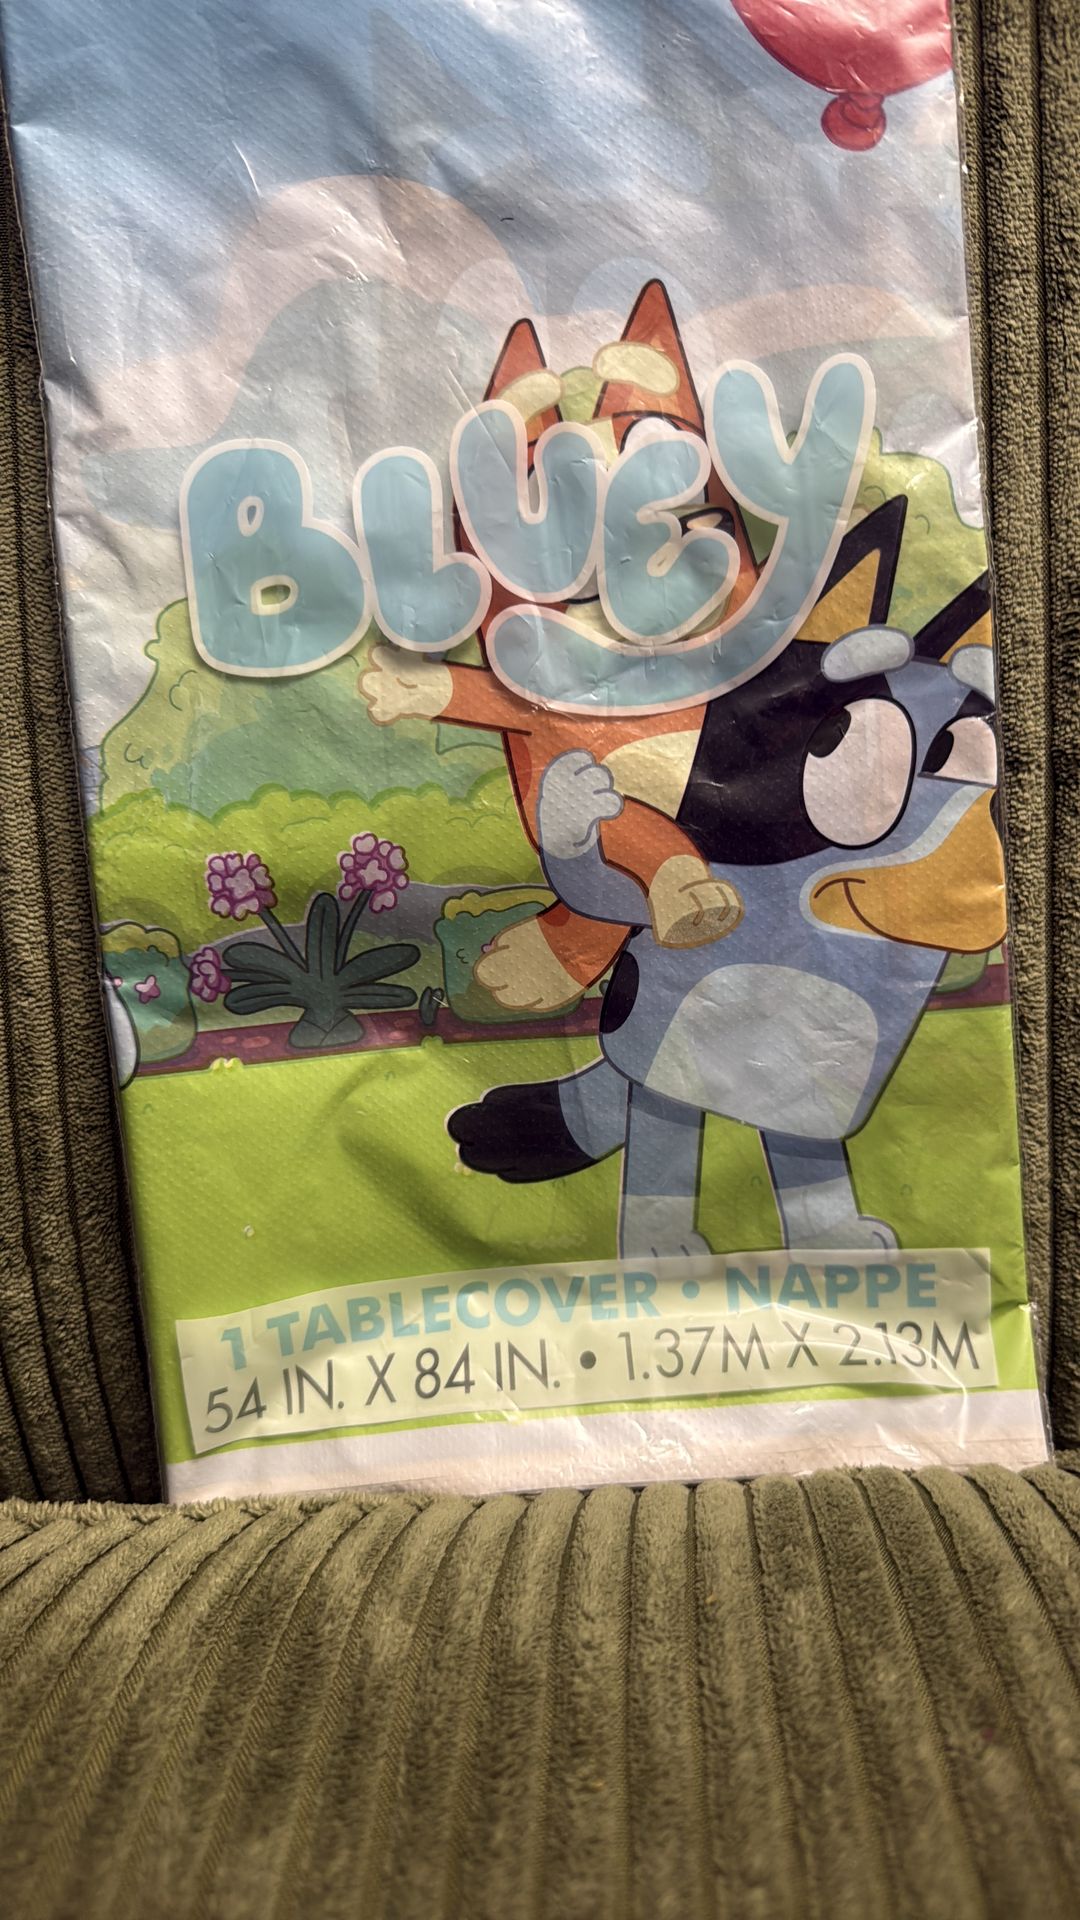 BLUEY
1 TABLECOVER • NAPPE
54 IN. X 84 IN. • 1.37M X 2.13M